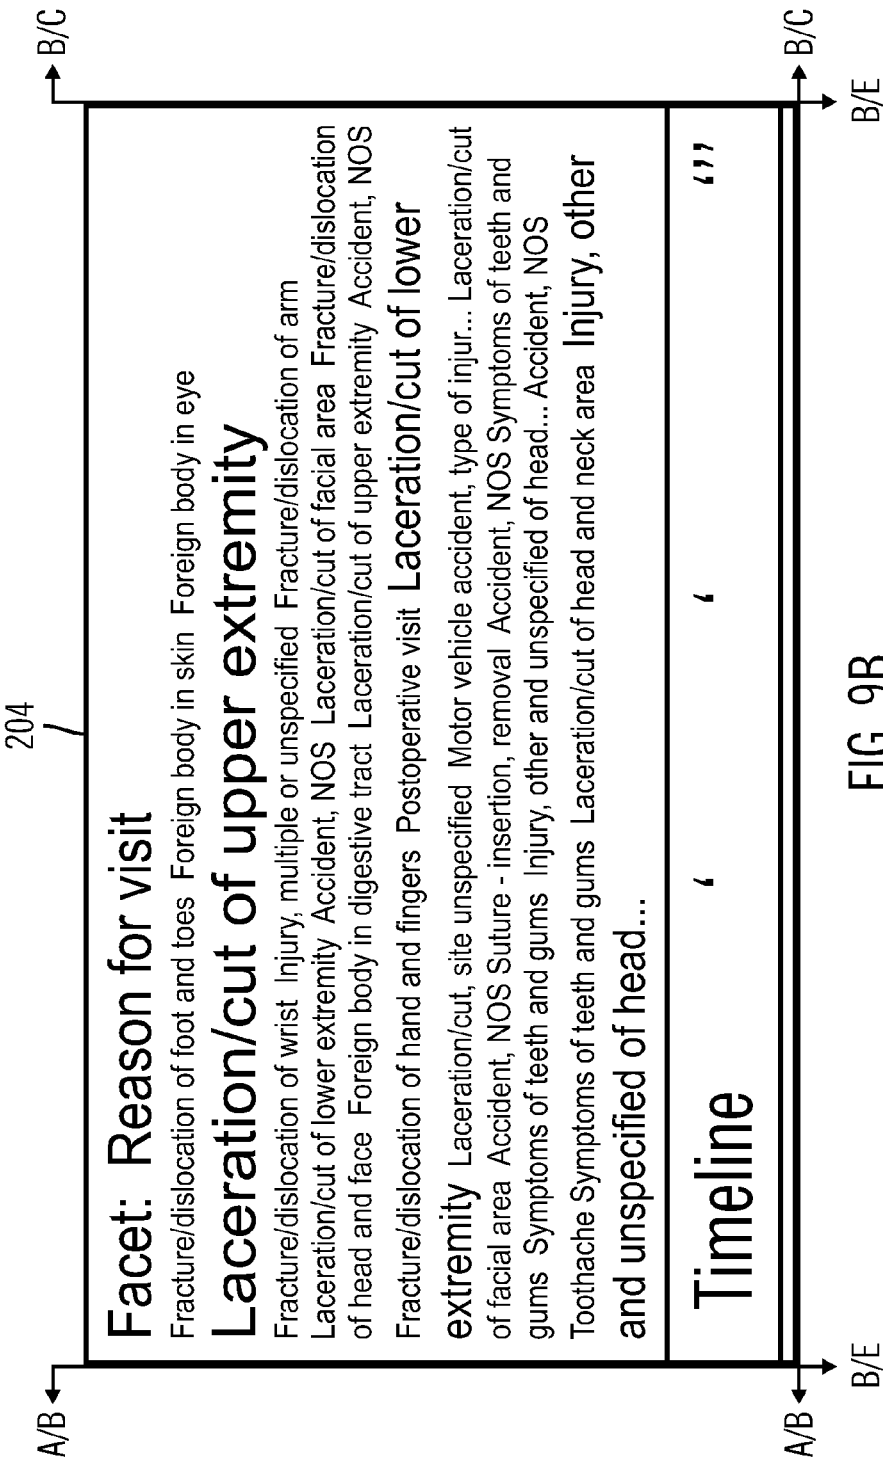 204
A/B
B/C
Facet: Reason for visit
Fracture/dislocation of foot and toes Foreign body in skin Foreign body in eye
Laceration/cut of upper extremity
Fracture/dislocation of wrist Injury, multiple or unspecified Fracture/dislocation of arm
Laceration/cut of lower extremity Accident, NOS Laceration/cut of facial area Fracture/dislocation
of head and face Foreign body in digestive tract Laceration/cut of upper extremity Accident, NOS
Fracture/dislocation of hand and fingers Postoperative visit Laceration/cut of lower
extremity Laceration/cut, site unspecified Motor vehicle accident, type of injur... Laceration/cut
of facial area Accident, NOS Suture - insertion, removal Accident, NOS Symptoms of teeth and
gums Symptoms of teeth and gums Injury, other and unspecified of head... Accident, NOS
Toothache Symptoms of teeth and gums Laceration/cut of head and neck area Injury, other
and unspecified of head...
Timeline ‘ ‘ ‘’’
A/B
B/C
B/E
B/E
FIG. 9B